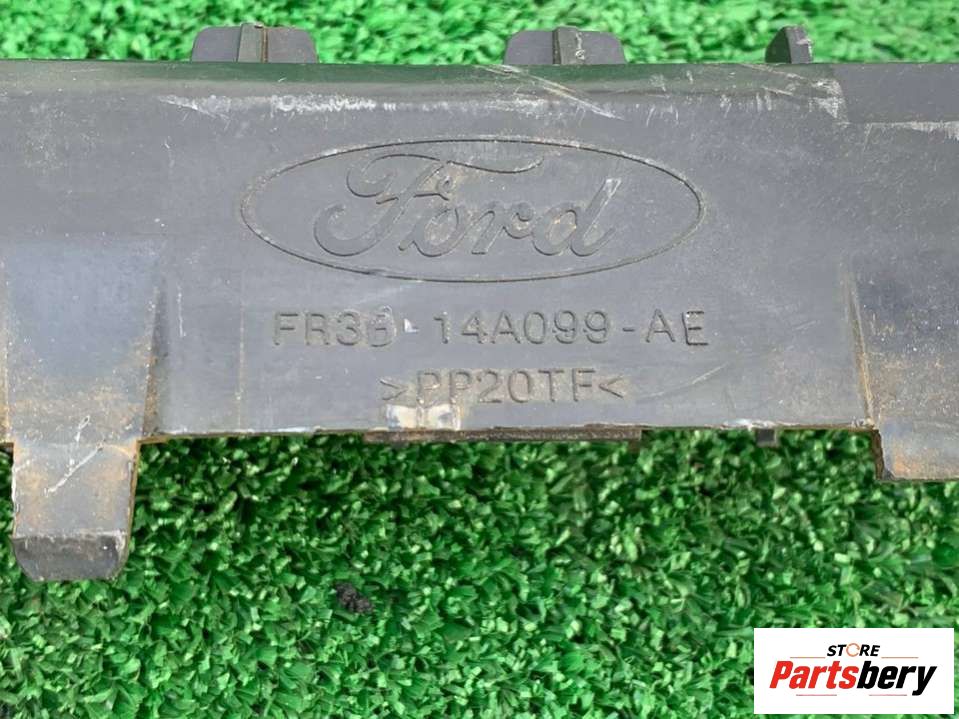 Ford
FR3B-14A099-AE
>PP20TF<
STORE
Partsbery